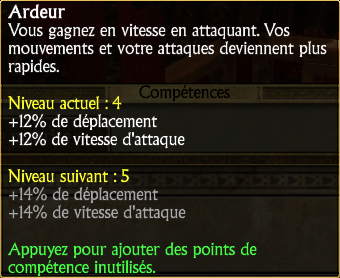 Ardeur
Vous gagnez en vitesse en attaquant. Vos
mouvements et votre attaques deviennent plus
rapides.
Compétences
Niveau actuel : 4
+12% de déplacement
+12% de vitesse d'attaque
Niveau suivant : 5
+14% de déplacement
+14% de vitesse d'attaque
Appuyez pour ajouter des points de
compétence inutilisés.